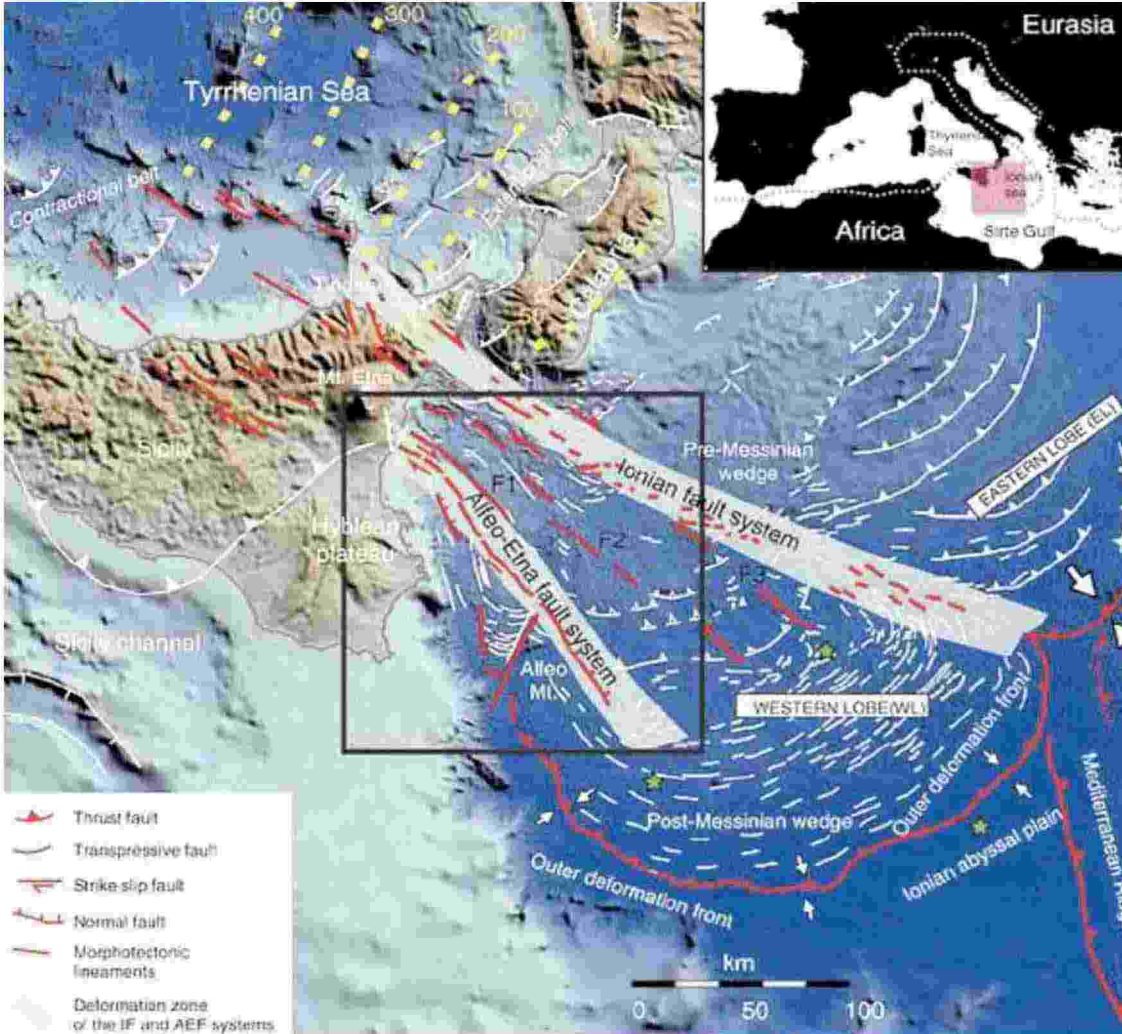 400
300
200
100
Tyrrhenian Sea
Contractional belt
Eurasia
Sea
Ionian
sea
Africa
Sirte Gulf
Calabria
Mt. Etna
Sicily
Hyblean
plateau
Sicily channel
F1
F2
F3
Alfeo-Etna fault system
Ionian fault system
Pre-Messinian
wedge
EASTERN LOBE (EL)
Alfeo
Mt.
WESTERN LOBE(WL)
Outer deformation front
Post-Messinian wedge
Outer deformation front
Ionian abyssal plain
Mediterranean Ridge
Thrust fault
Transpressive fault
Strike-slip fault
Normal fault
Morphotectonic
lineaments
Deformation zone
of the IF and AEF systems
km
0
50
100